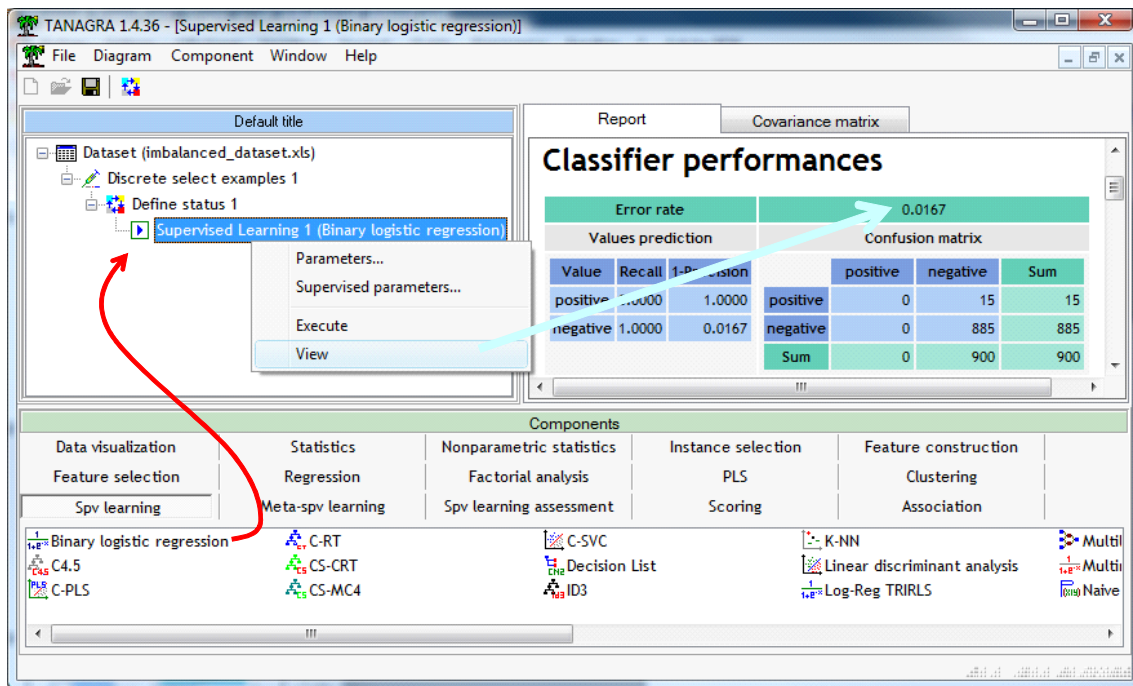 TANAGRA 1.4.36 - [Supervised Learning 1 (Binary logistic regression)]
File Diagram Component Window Help
Default title
Dataset (imbalanced_dataset.xls)
Discrete select examples 1
Define status 1
Supervised Learning 1 (Binary logistic regression)
Parameters...
Supervised parameters...
Execute
View
Report Covariance matrix
Classifier performances
Error rate 0.0167
Values prediction Confusion matrix
Value Recall 1-Precision positive negative Sum
positive 0.0000 1.0000 positive 0 15 15
negative 1.0000 0.0167 negative 0 885 885
Sum 0 900 900
Components
Data visualization Statistics Nonparametric statistics Instance selection Feature construction
Feature selection Regression Factorial analysis PLS Clustering
Spv learning Meta-spv learning Spv learning assessment Scoring Association
Binary logistic regression C-RT C-SVC K-NN Multil
C4.5 CS-CRT Decision List Linear discriminant analysis Multin
C-PLS CS-MC4 ID3 Log-Reg TRIRLS Naive